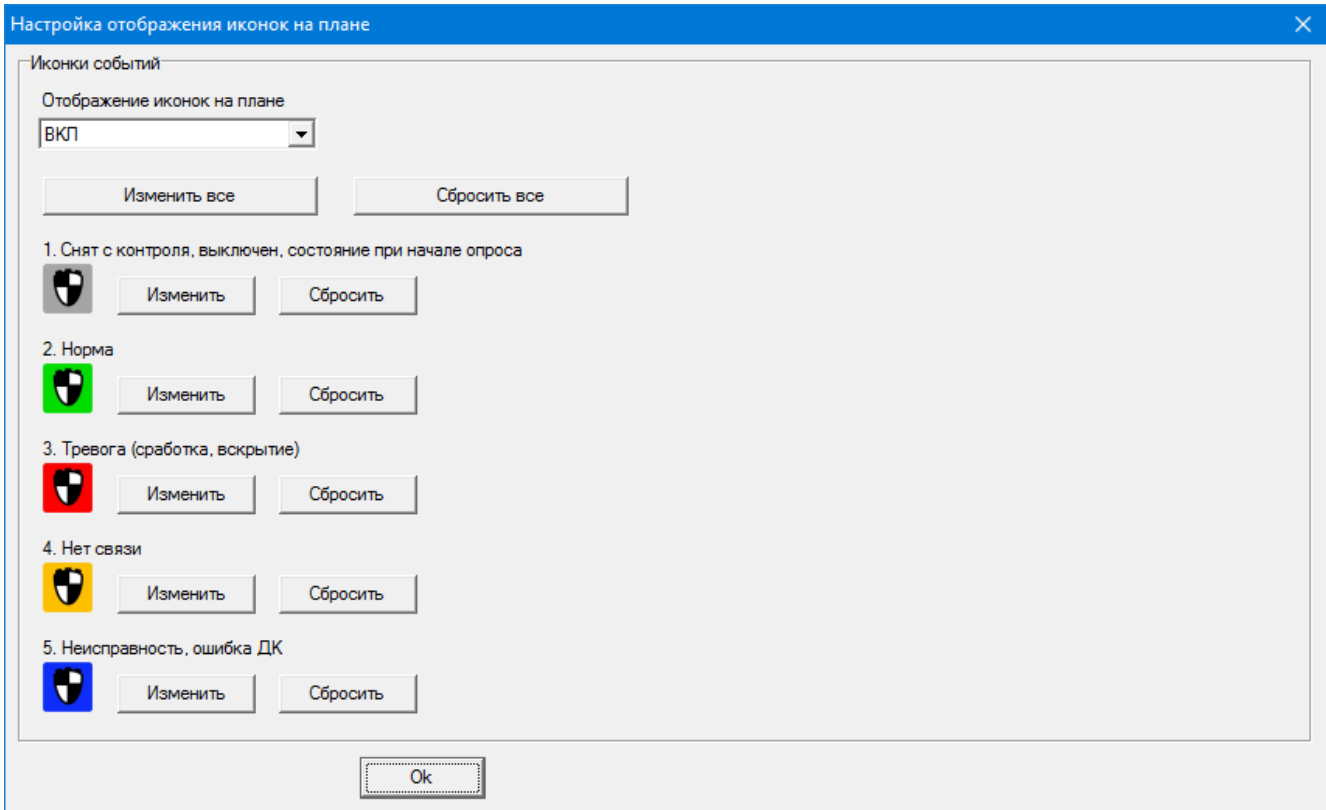 Настройка отображения иконок на плане
Иконки событий
Отображение иконок на плане
ВКЛ
Изменить все Сбросить все
1. Снят с контроля, выключен, состояние при начале опроса
Изменить Сбросить
2. Норма
Изменить Сбросить
3. Тревога (сработка, вскрытие)
Изменить Сбросить
4. Нет связи
Изменить Сбросить
5. Неисправность, ошибка ДК
Изменить Сбросить
Ok